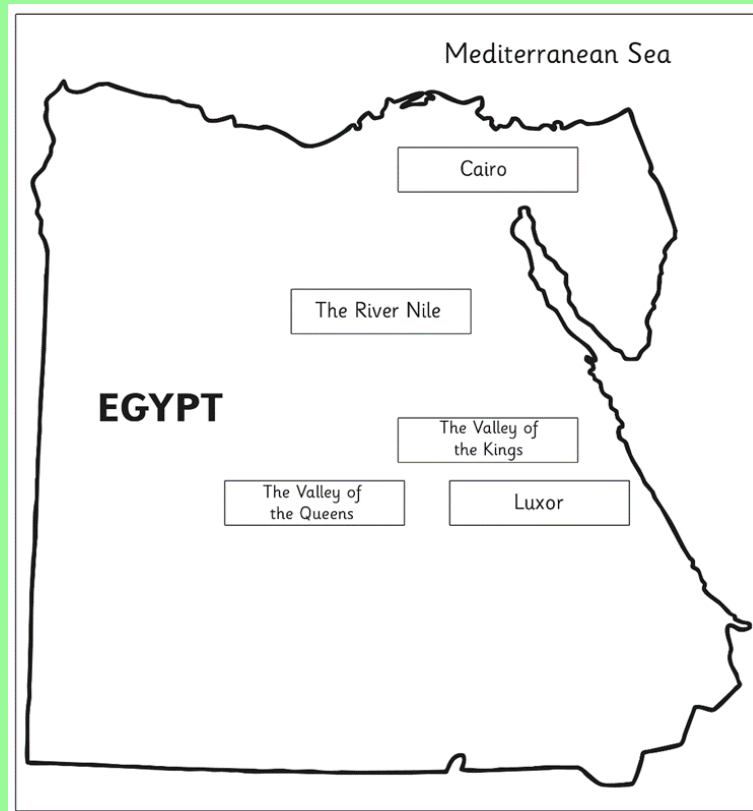 Mediterranean Sea
Cairo
The River Nile
EGYPT
The Valley of
the Kings
The Valley of
the Queens
Luxor